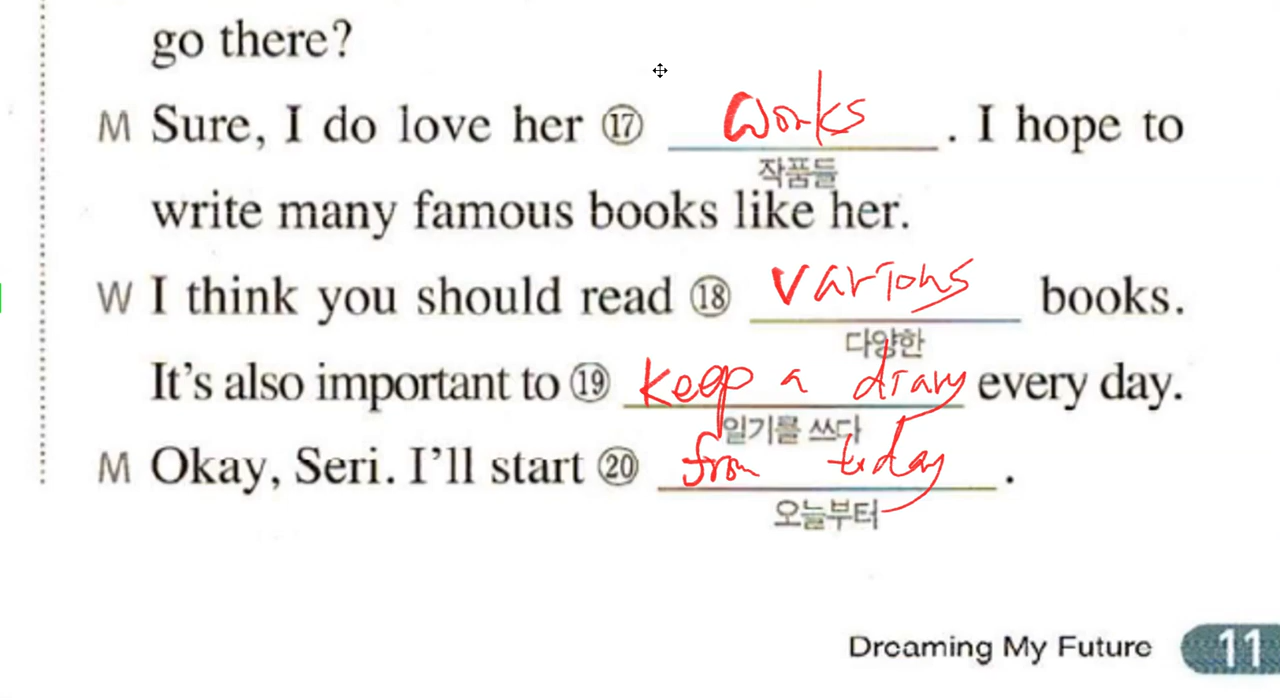 go there?
M Sure, I do love her ⑰ works . I hope to
작품들
write many famous books like her.
W I think you should read ⑱ various books.
다양한
It's also important to ⑲ keep a diary every day.
일기를 쓰다
M Okay, Seri. I'll start ⑳ from today .
오늘부터
Dreaming My Future 11